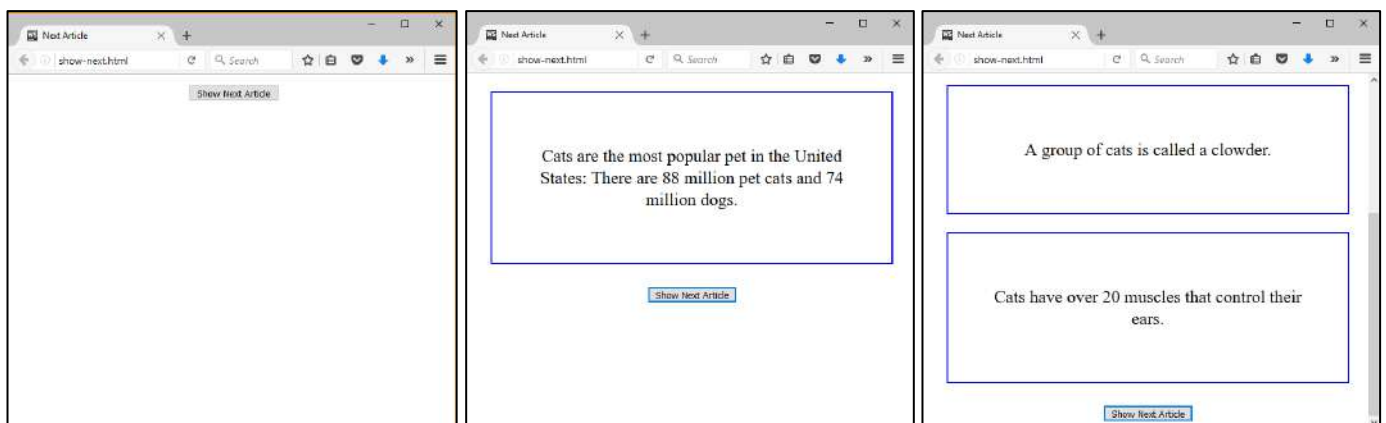 Next Article
show-next.html
Search
Show Next Article
Next Article
show-next.html
Search
Cats are the most popular pet in the United
States: There are 88 million pet cats and 74
million dogs.
Show Next Article
Next Article
show-next.html
Search
A group of cats is called a clowder.
Cats have over 20 muscles that control their
ears.
Show Next Article